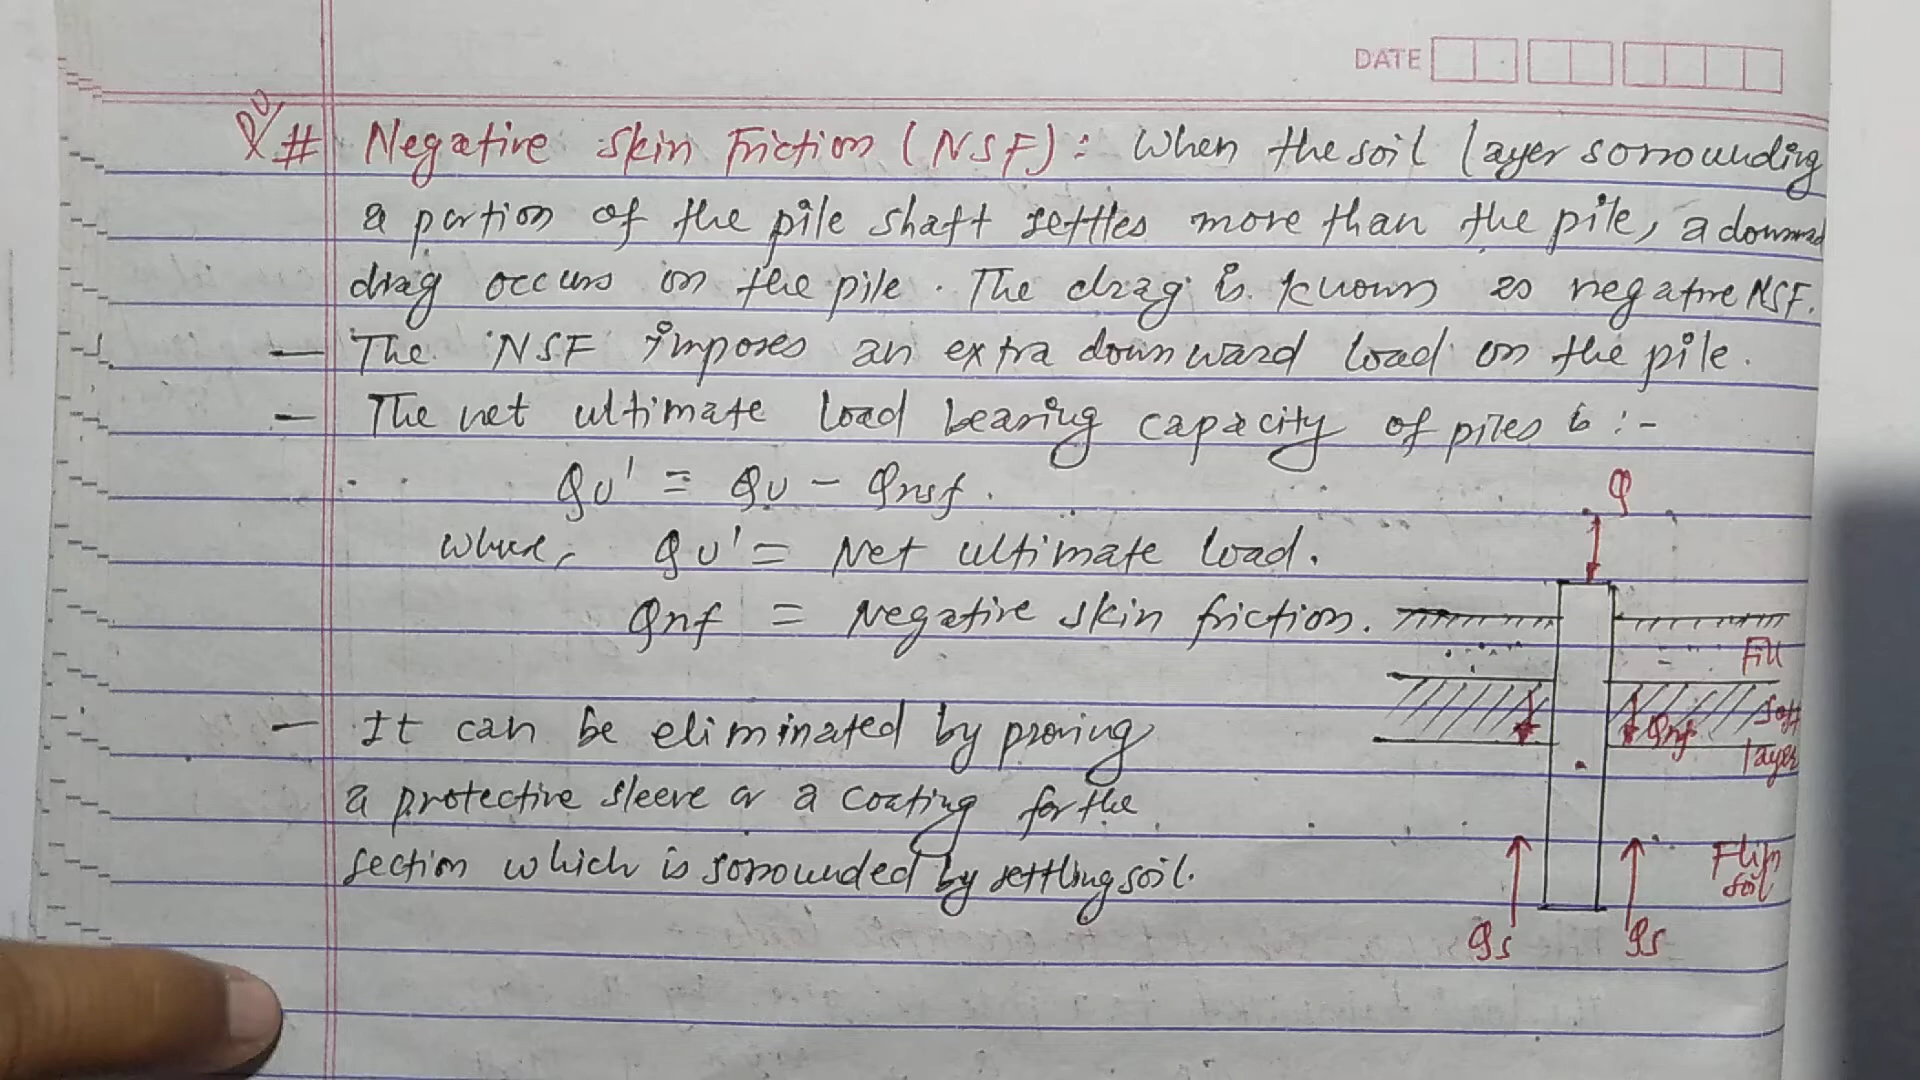 DATE
# Negative Skin Friction (NSF): When the soil layer sorrounding
a portion of the pile shaft settles more than the pile, a downward
drag occurs on the pile. The drag is known as negative NSF.
— The NSF imposes an extra downward load on the pile.
— The net ultimate load bearing capacity of piles is :-
Qu' = Qu - Qnsf.
where, Qu' = Net ultimate load.
Qnf = Negative skin friction.
— It can be eliminated by proving
a protective sleeve or a coating for the
section which is sorrounded by settling soil.
Q
Fill
Soft
Qnf
layer
soil
Qs Qs